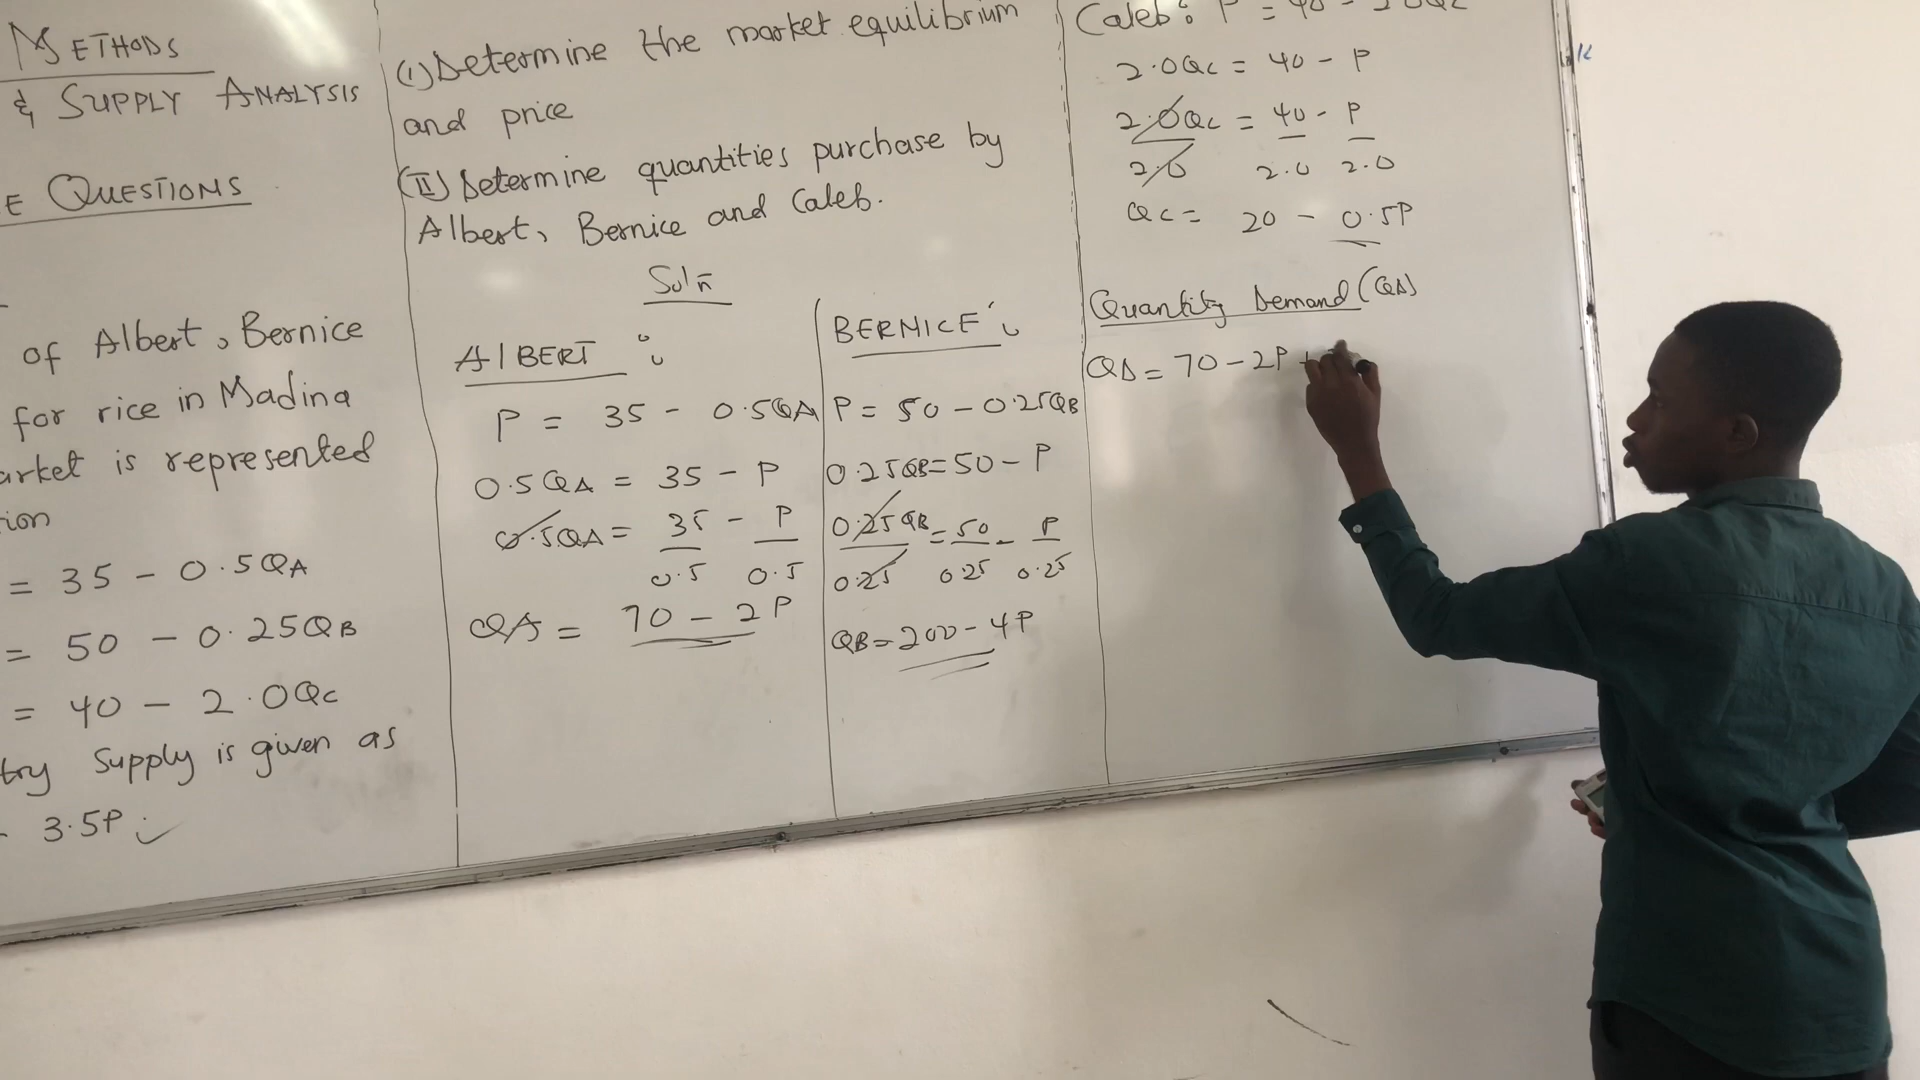 METHODS
& SUPPLY ANALYSIS
E QUESTIONS
of Albert, Bernice
for rice in Madina
arket is represented
ion
= 35 - 0.5QA
= 50 - 0.25QB
= 40 - 2.0Qc
try Supply is given as
- 3.5P
(I) Determine the market equilibrium
and price
(II) Determine quantities purchase by
Albert, Bernice and Caleb.
Soln
ALBERT :
P = 35 - 0.5QA
0.5QA = 35 - P
0.5QA = 35 - P
0.5 0.5
QA = 70 - 2P
BERNICE :
P = 50 - 0.25QB
0.25QB = 50 - P
0.25QB = 50 - P
0.25 0.25 0.25
QB = 200 - 4P
Caleb: P = 40 - 2.0Qc
2.0Qc = 40 - P
2.0Qc = 40 - P
2.0 2.0 2.0
Qc = 20 - 0.5P
Quantity Demand (QD)
QD = 70 - 2P +